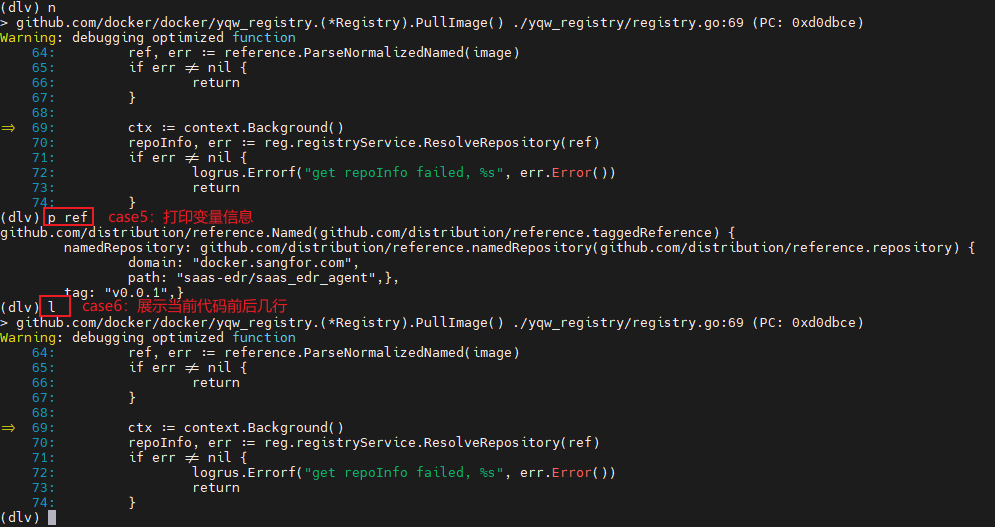 (dlv) n
> github.com/docker/docker/yqw_registry.(*Registry).PullImage() ./yqw_registry/registry.go:69 (PC: 0xd0dbce)
Warning: debugging optimized function
    64:         ref, err := reference.ParseNormalizedNamed(image)
    65:         if err ≠ nil {
    66:                 return
    67:         }
    68:
⇒  69:         ctx := context.Background()
    70:         repoInfo, err := reg.registryService.ResolveRepository(ref)
    71:         if err ≠ nil {
    72:                 logrus.Errorf("get repoInfo failed, %s", err.Error())
    73:                 return
    74:         }
(dlv) p ref case5：打印变量信息
github.com/distribution/reference.Named(github.com/distribution/reference.taggedReference) {
        namedRepository: github.com/distribution/reference.namedRepository(github.com/distribution/reference.repository) {
                domain: "docker.sangfor.com",
                path: "saas-edr/saas_edr_agent",},
        tag: "v0.0.1",}
(dlv) l case6：展示当前代码前后几行
> github.com/docker/docker/yqw_registry.(*Registry).PullImage() ./yqw_registry/registry.go:69 (PC: 0xd0dbce)
Warning: debugging optimized function
    64:         ref, err := reference.ParseNormalizedNamed(image)
    65:         if err ≠ nil {
    66:                 return
    67:         }
    68:
⇒  69:         ctx := context.Background()
    70:         repoInfo, err := reg.registryService.ResolveRepository(ref)
    71:         if err ≠ nil {
    72:                 logrus.Errorf("get repoInfo failed, %s", err.Error())
    73:                 return
    74:         }
(dlv)